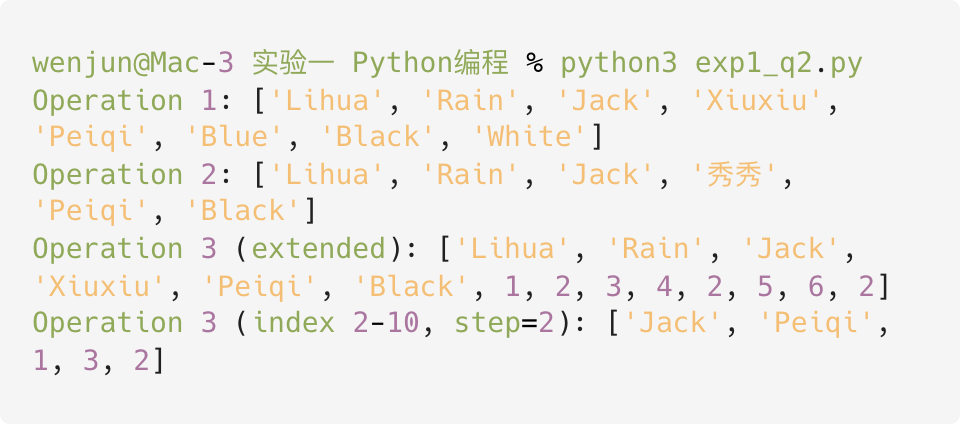 wenjun@Mac-3 实验一 Python编程 % python3 exp1_q2.py
Operation 1: ['Lihua', 'Rain', 'Jack', 'Xiuxiu',
'Peiqi', 'Blue', 'Black', 'White']
Operation 2: ['Lihua', 'Rain', 'Jack', '秀秀',
'Peiqi', 'Black']
Operation 3 (extended): ['Lihua', 'Rain', 'Jack',
'Xiuxiu', 'Peiqi', 'Black', 1, 2, 3, 4, 2, 5, 6, 2]
Operation 3 (index 2-10, step=2): ['Jack', 'Peiqi',
1, 3, 2]